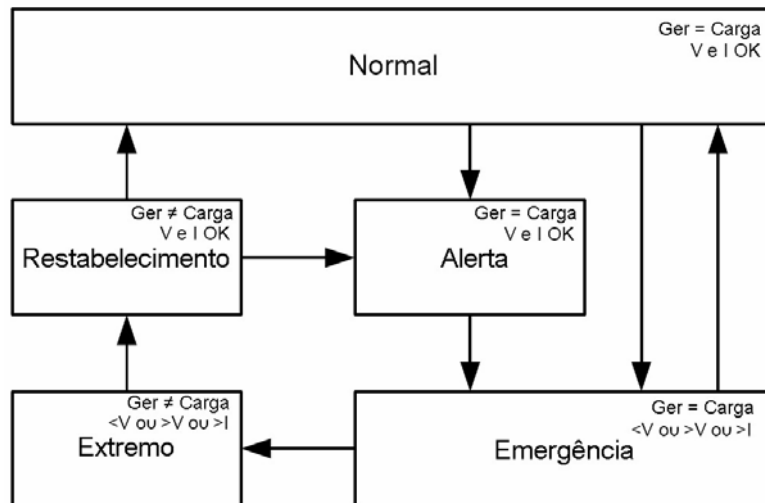 Ger = Carga
V e I OK
Normal
Ger ≠ Carga
V e I OK
Restabelecimento
Ger = Carga
V e I OK
Alerta
Ger ≠ Carga
<V ou >V ou >I
Extremo
Ger = Carga
<V ou >V ou >I
Emergência